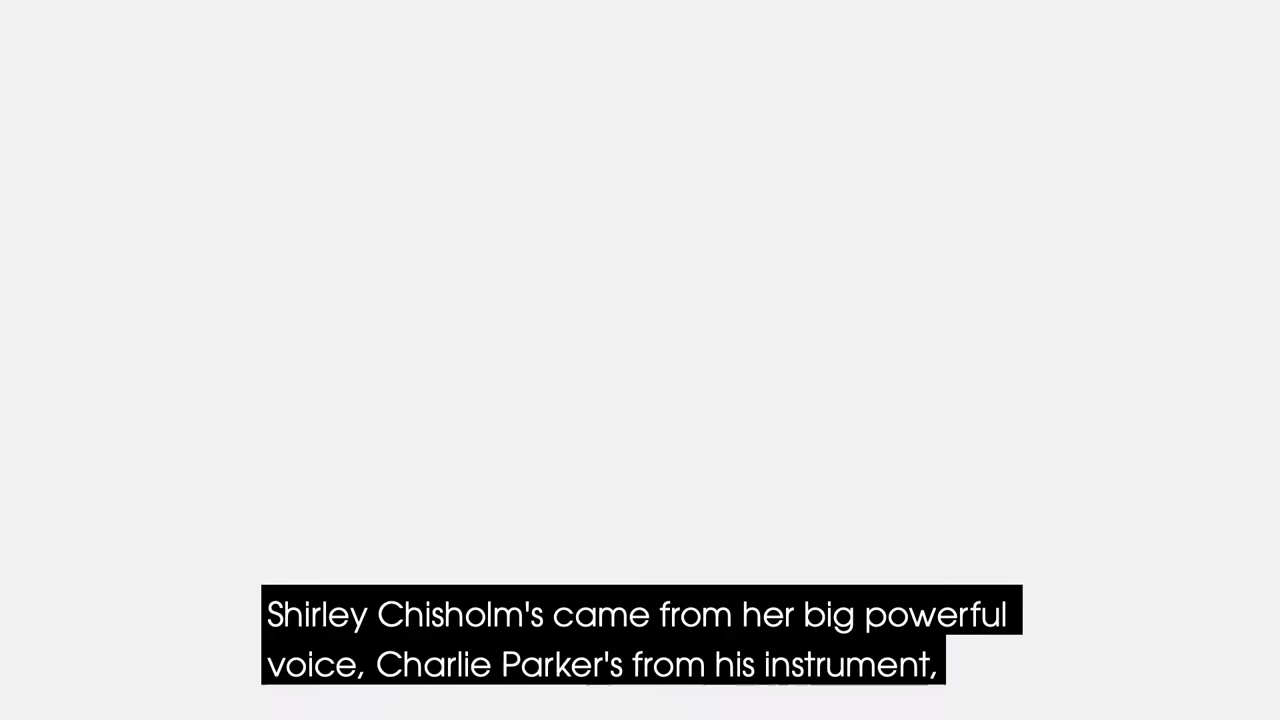 Shirley Chisholm's came from her big powerful
voice, Charlie Parker's from his instrument,